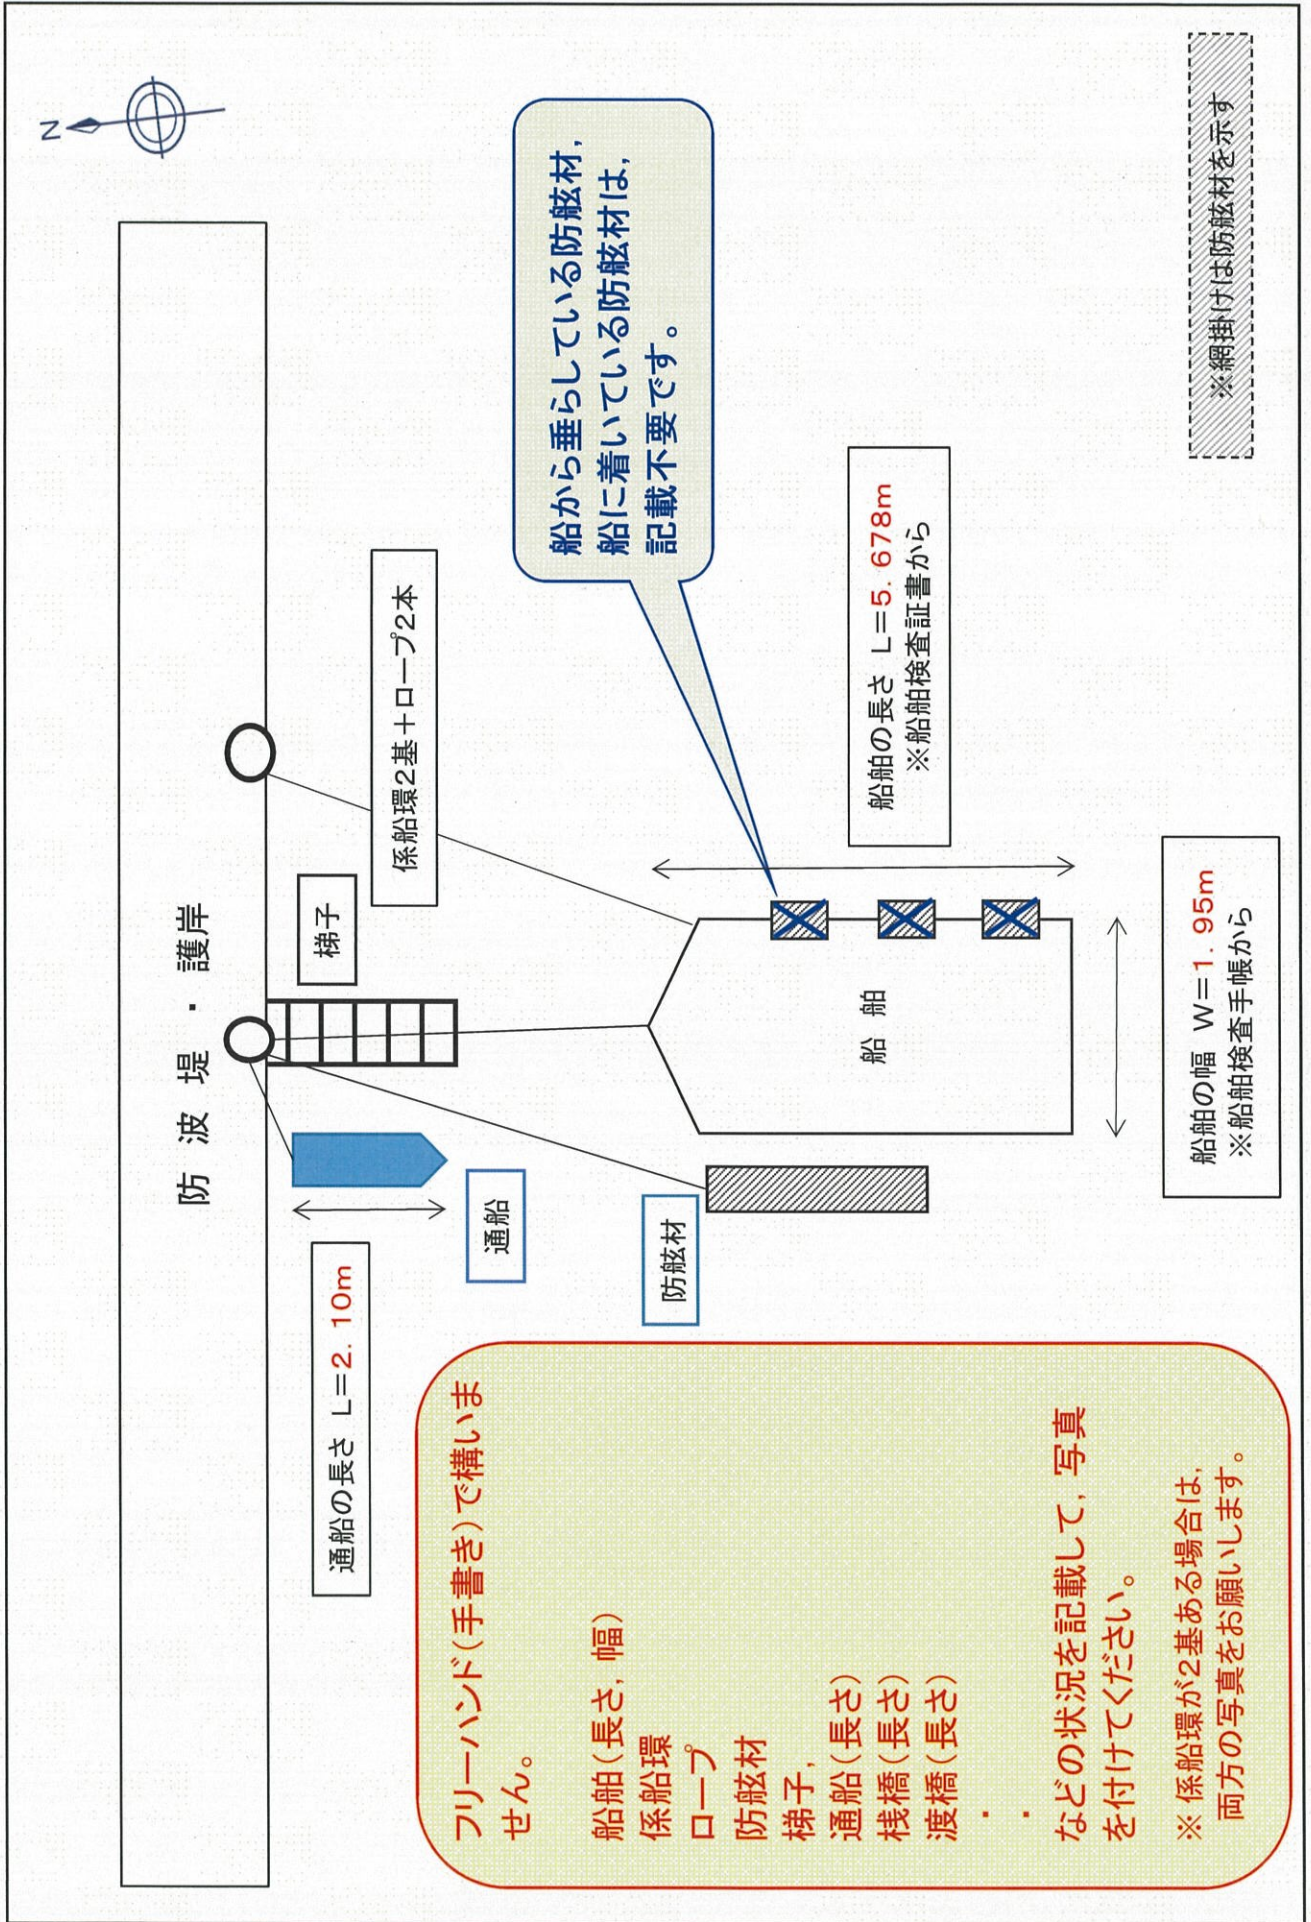 N
防 波 堤 ・ 護岸
梯子
係船環2基＋ロープ2本
通船の長さ L＝2．10m
通船
防舷材
船 舶
船から垂らしている防舷材，
船に着いている防舷材は，
記載不要です。
船舶の長さ L＝5．678m
※船舶検査証書から
船舶の幅 W＝1．95m
※船舶検査手帳から
※網掛けは防舷材を示す
フリーハンド（手書き）で構いま
せん。
船舶（長さ，幅）
係船環
ロープ
防舷材
梯子，
通船（長さ）
桟橋（長さ）
渡橋（長さ）
・
・
などの状況を記載して，写真
を付けてください。
※ 係船環が2基ある場合は，
両方の写真をお願いします。